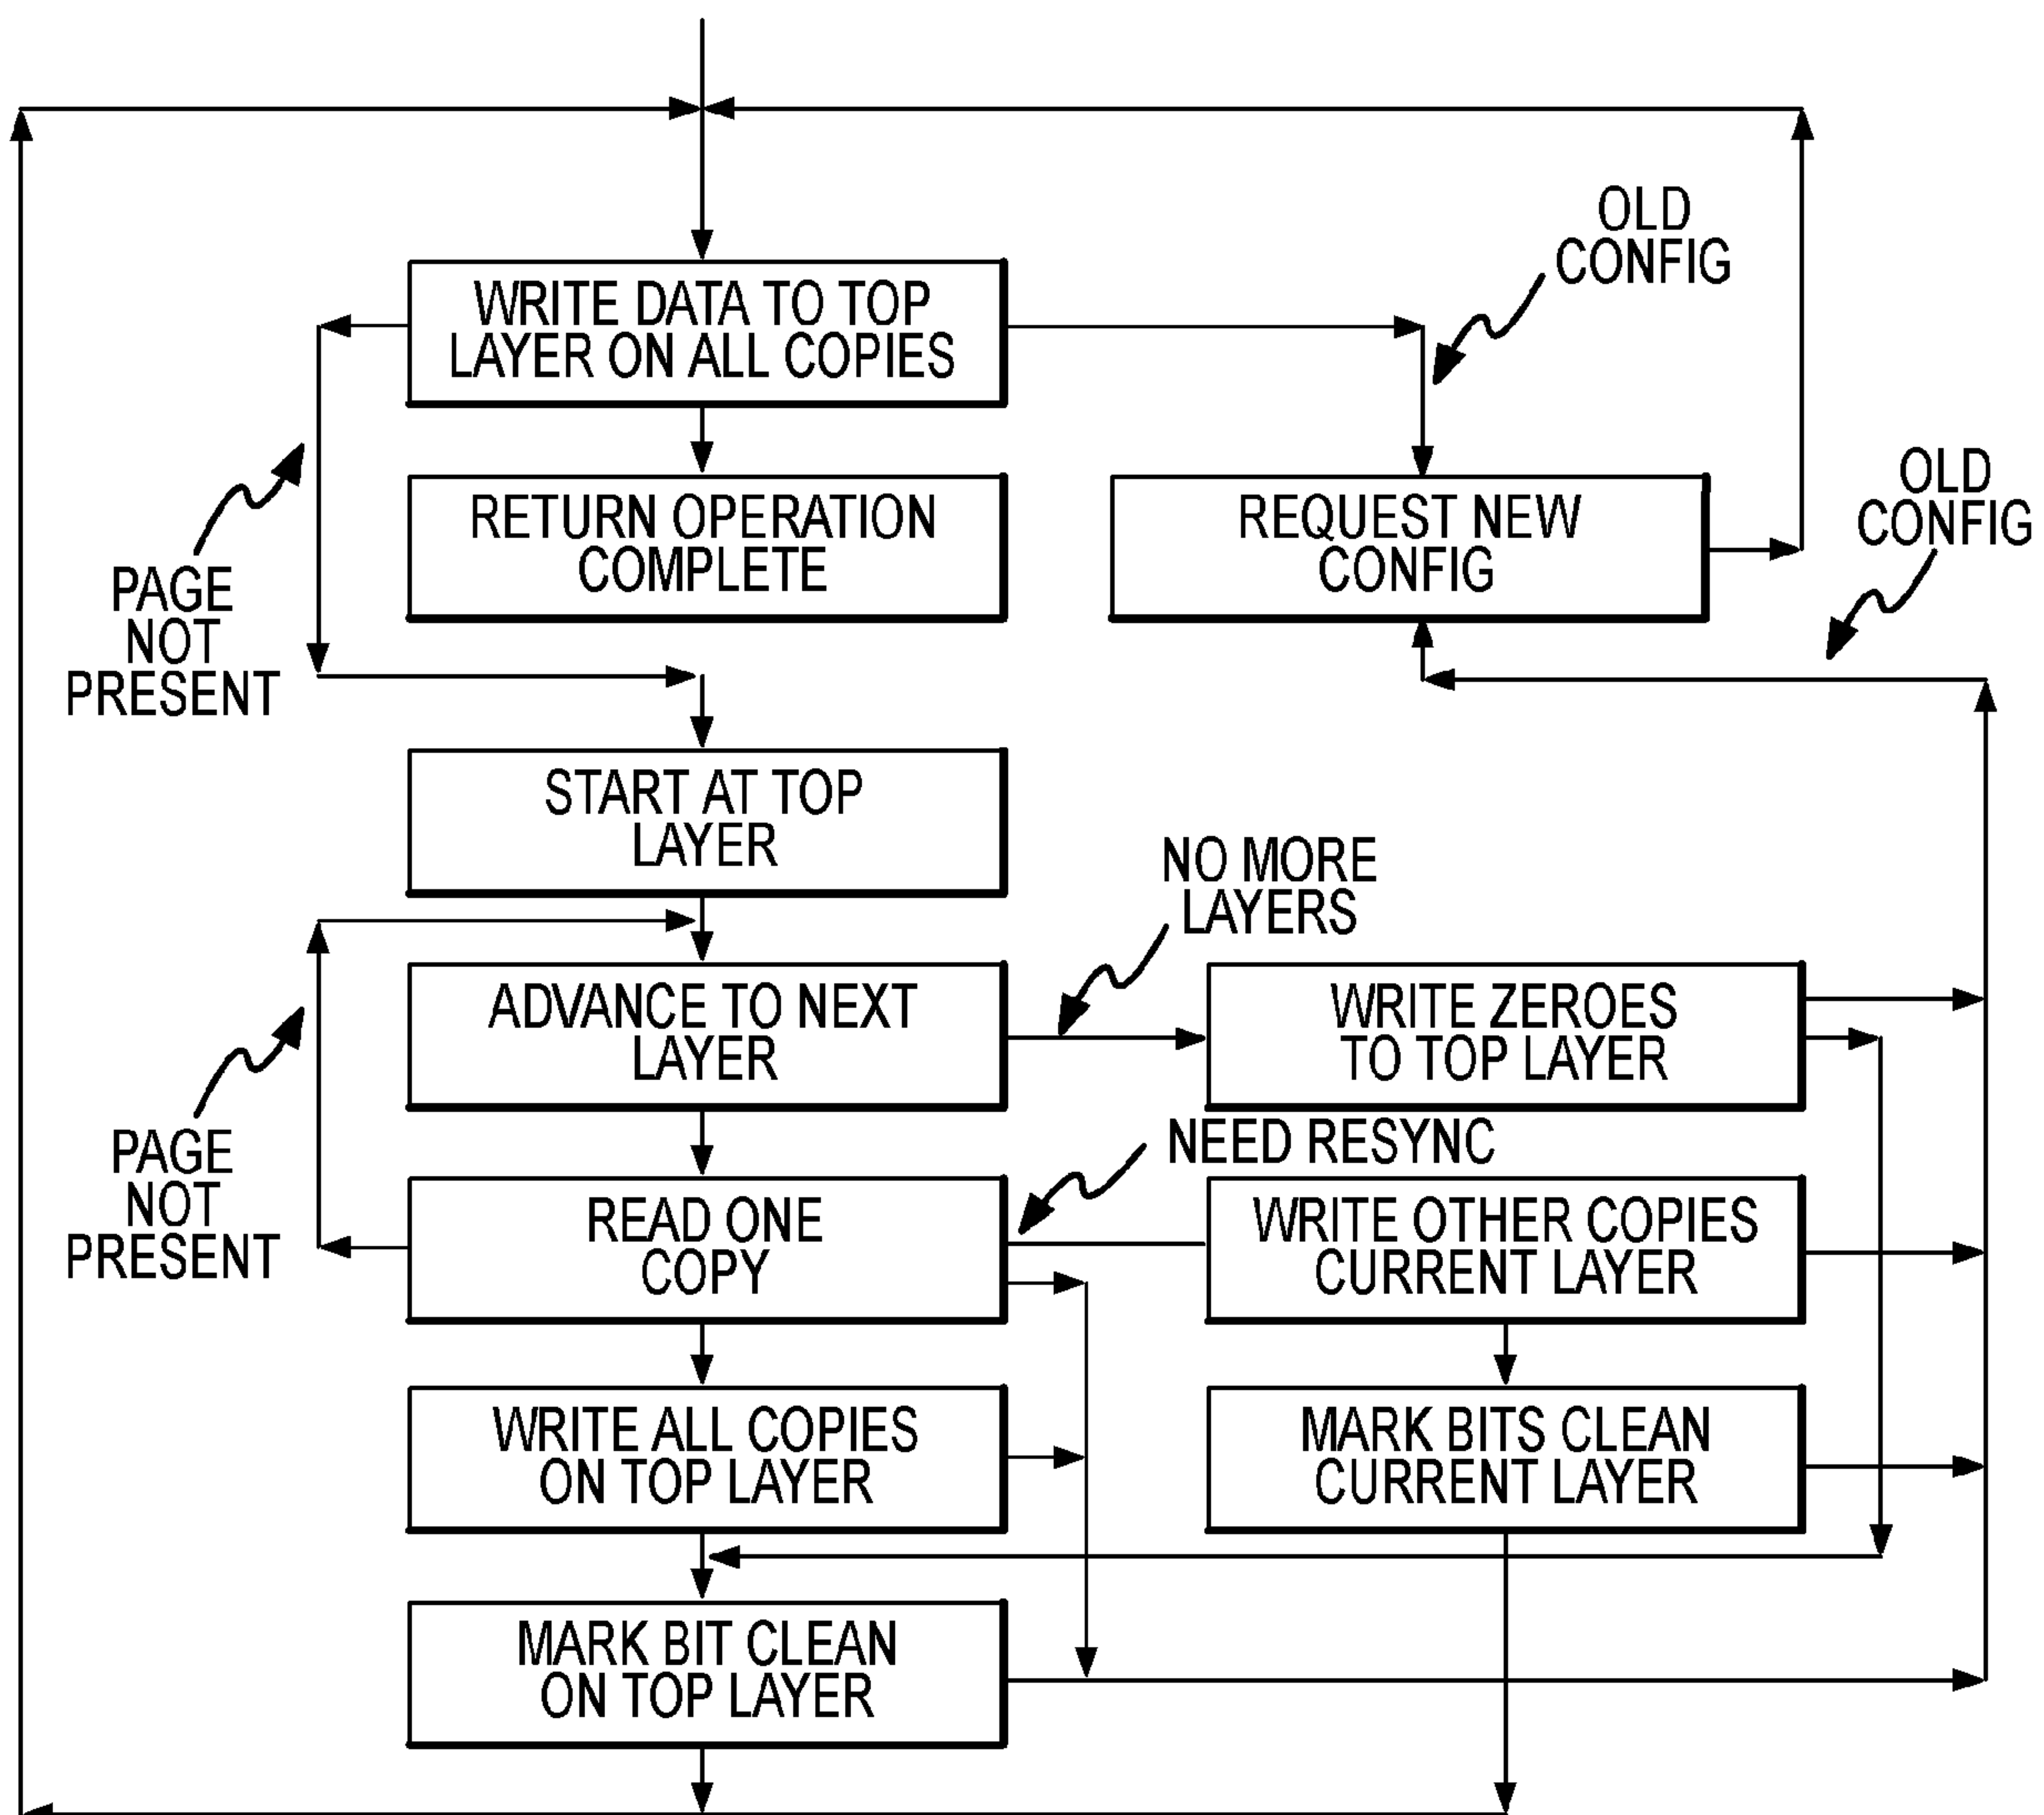 OLD
CONFIG
WRITE DATA TO TOP
LAYER ON ALL COPIES
PAGE
NOT
PRESENT
RETURN OPERATION
COMPLETE
REQUEST NEW
CONFIG
OLD
CONFIG
START AT TOP
LAYER
NO MORE
LAYERS
ADVANCE TO NEXT
LAYER
WRITE ZEROES
TO TOP LAYER
PAGE
NOT
PRESENT
NEED RESYNC
READ ONE
COPY
WRITE OTHER COPIES
CURRENT LAYER
WRITE ALL COPIES
ON TOP LAYER
MARK BITS CLEAN
CURRENT LAYER
MARK BIT CLEAN
ON TOP LAYER